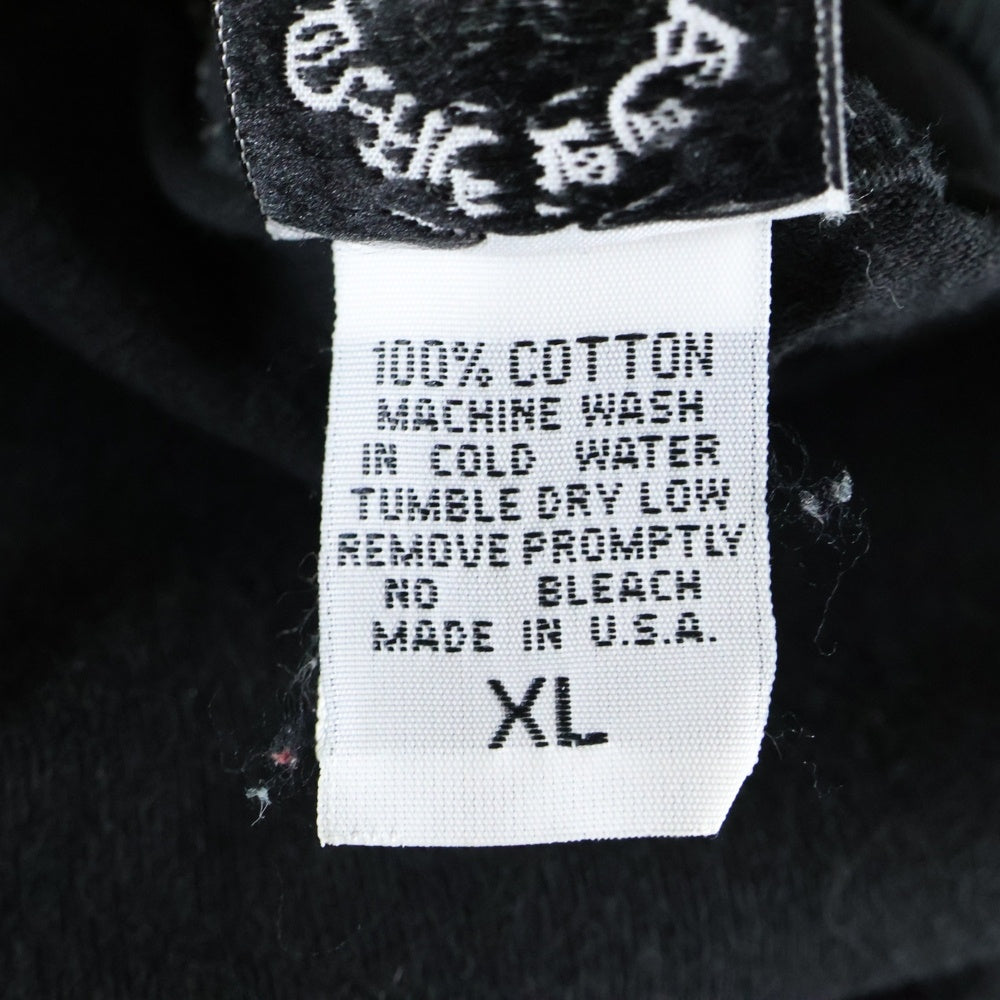 100% COTTON
MACHINE WASH
IN COLD WATER
TUMBLE DRY LOW
REMOVE PROMPTLY
NO BLEACH
MADE IN U.S.A.
XL